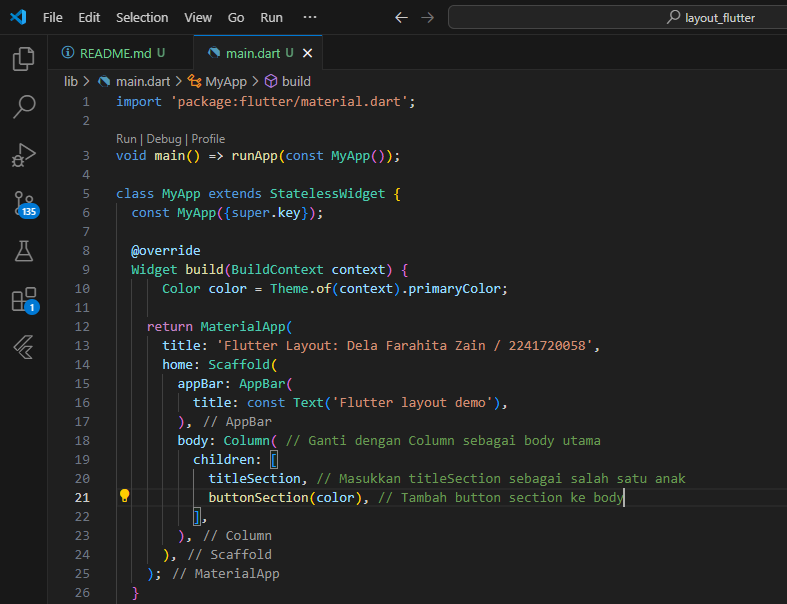 File Edit Selection View Go Run ··· layout_flutter
README.md U main.dart U
lib > main.dart > MyApp > build
1 import 'package:flutter/material.dart';
2
Run | Debug | Profile
3 void main() => runApp(const MyApp());
4
5 class MyApp extends StatelessWidget {
6 const MyApp({super.key});
7
8 @override
9 Widget build(BuildContext context) {
10 Color color = Theme.of(context).primaryColor;
11
12 return MaterialApp(
13 title: 'Flutter Layout: Dela Farahita Zain / 2241720058',
14 home: Scaffold(
15 appBar: AppBar(
16 title: const Text('Flutter layout demo'),
17 ), // AppBar
18 body: Column( // Ganti dengan Column sebagai body utama
19 children: [
20 titleSection, // Masukkan titleSection sebagai salah satu anak
21 buttonSection(color), // Tambah button section ke body
22 ],
23 ), // Column
24 ), // Scaffold
25 ); // MaterialApp
26 }
135
1